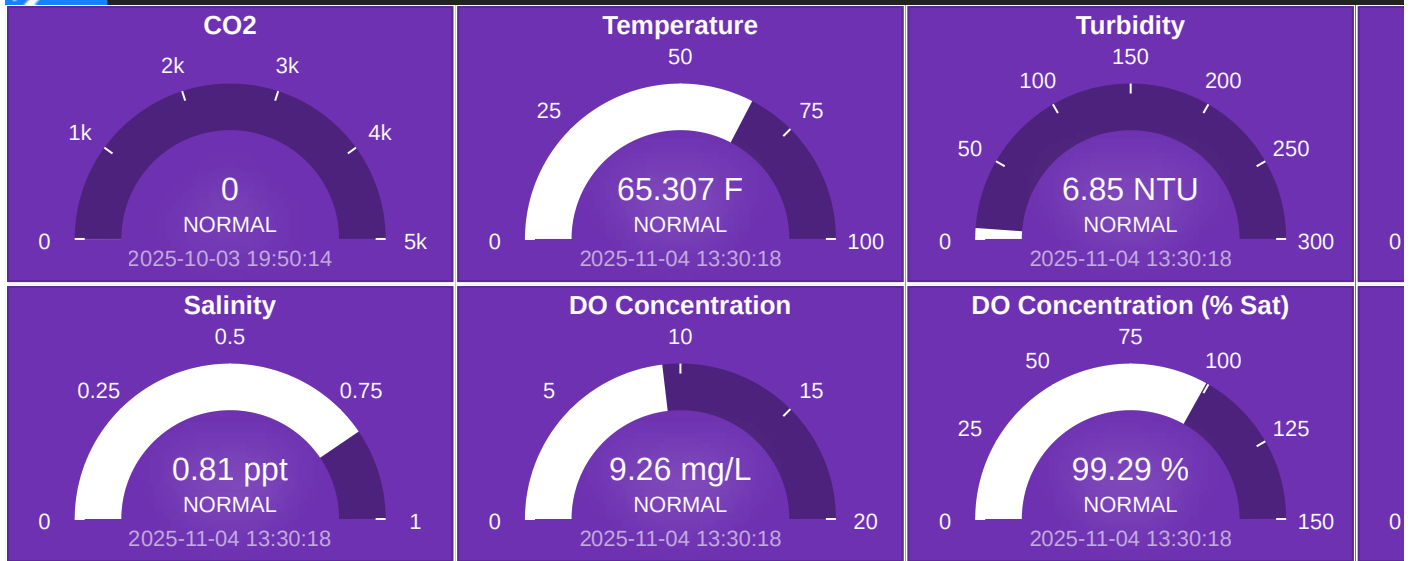 CO2
2k
3k
1k
4k
0
NORMAL
0
5k
2025-10-03 19:50:14
Temperature
50
25
75
65.307 F
NORMAL
0
100
2025-11-04 13:30:18
Turbidity
150
100
200
50
250
6.85 NTU
NORMAL
0
300
2025-11-04 13:30:18
0
Salinity
0.5
0.25
0.75
0.81 ppt
NORMAL
0
1
2025-11-04 13:30:18
DO Concentration
10
5
15
9.26 mg/L
NORMAL
0
20
2025-11-04 13:30:18
DO Concentration (% Sat)
75
50
100
25
125
99.29 %
NORMAL
0
150
2025-11-04 13:30:18
0